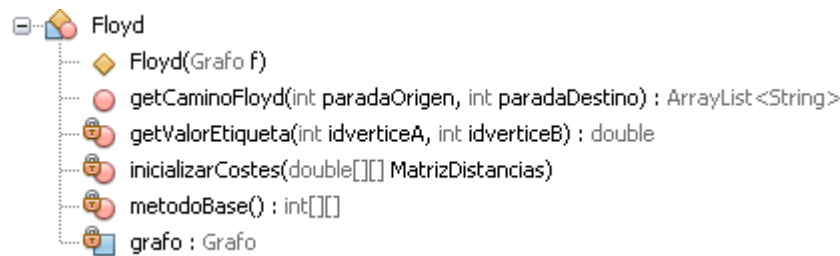 Floyd
Floyd(Grafo f)
getCaminoFloyd(int paradaOrigen, int paradaDestino) : ArrayList<String>
getValorEtiqueta(int idverticeA, int idverticeB) : double
inicializarCostes(double[][] MatrizDistancias)
metodoBase() : int[][]
grafo : Grafo